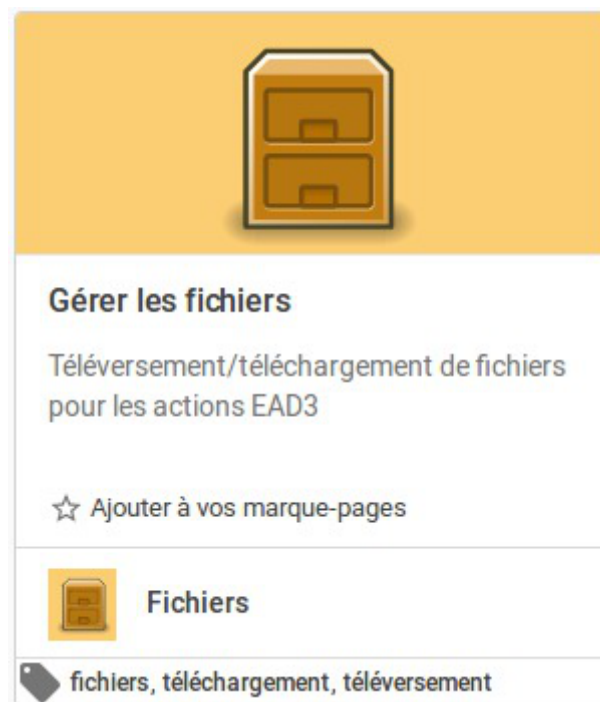 Gérer les fichiers
Téléversement/téléchargement de fichiers
pour les actions EAD3
Ajouter à vos marque-pages
Fichiers
fichiers, téléchargement, téléversement